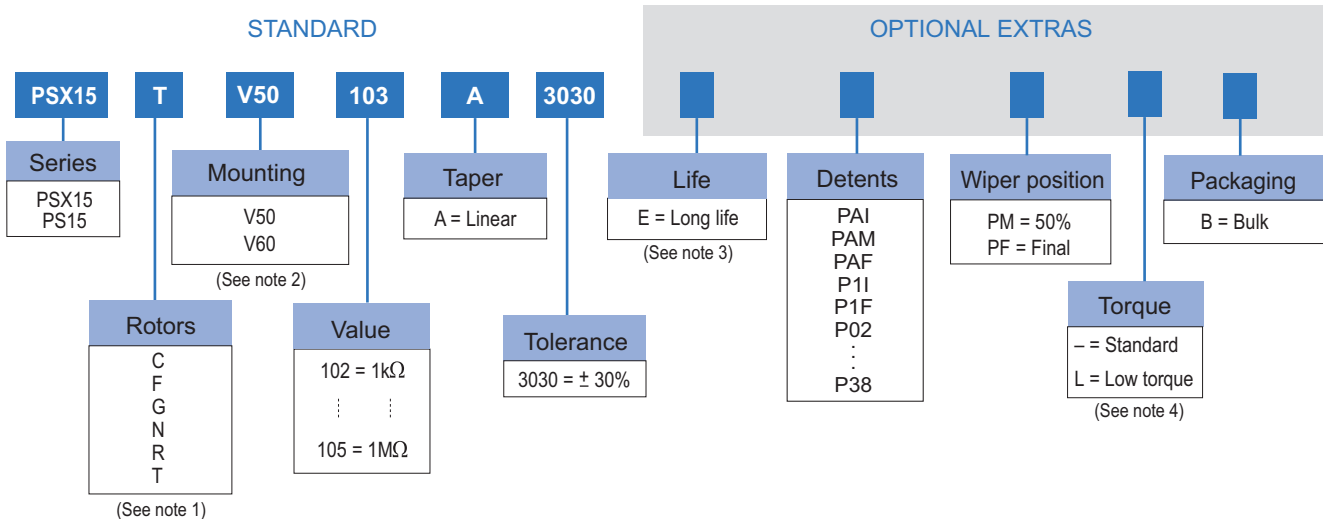 STANDARD
OPTIONAL EXTRAS
PSX15 T V50 103 A 3030
Series
PSX15
PS15
Mounting
V50
V60
(See note 2)
Taper
A = Linear
Life
E = Long life
(See note 3)
Detents
PAI
PAM
PAF
P1I
P1F
P02
:
:
P38
Wiper position
PM = 50%
PF = Final
Packaging
B = Bulk
Rotors
C
F
G
N
R
T
(See note 1)
Value
102 = 1kΩ
105 = 1MΩ
Tolerance
3030 = ± 30%
Torque
– = Standard
L = Low torque
(See note 4)